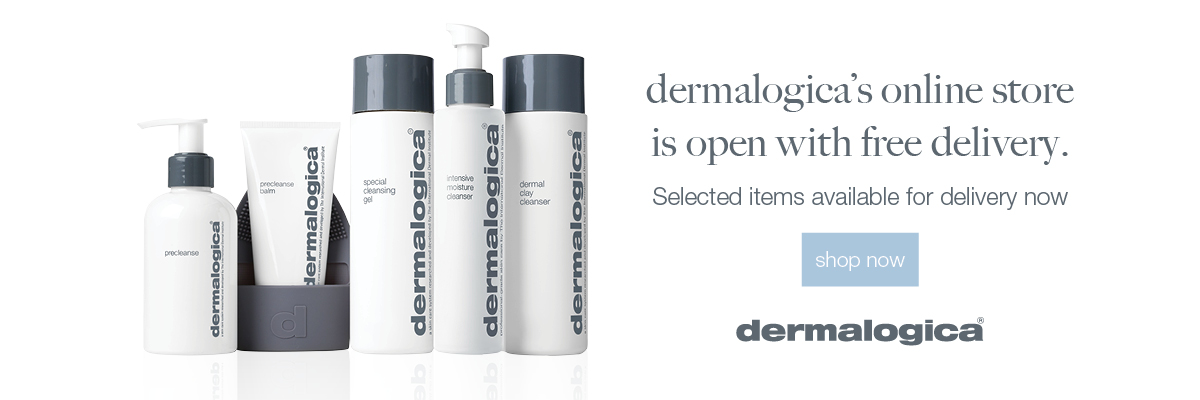 precleanse
dermalogica
precleanse
balm
dermalogica
d
special
cleansing
gel
dermalogica®
intensive
moisture
cleanser
dermalogica®
dermal
clay
cleanser
dermalogica®
dermalogica’s online store
is open with free delivery.
Selected items available for delivery now
shop now
dermalogica®